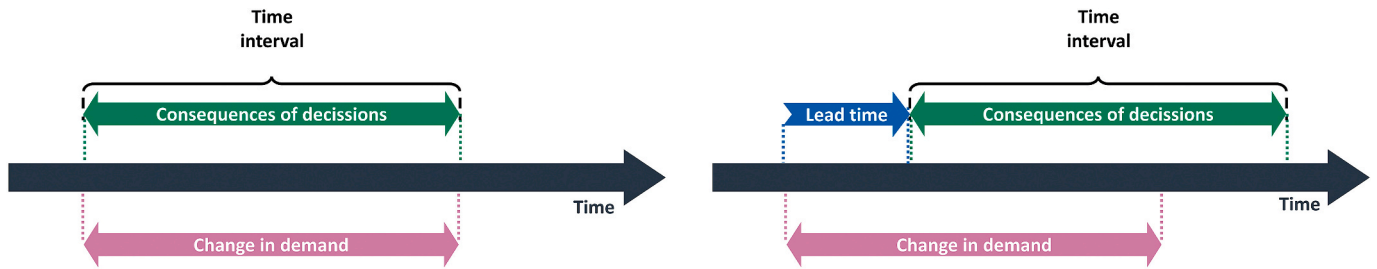 Time
interval
Consequences of decissions
Time
Change in demand
Time
interval
Lead time
Consequences of decissions
Time
Change in demand